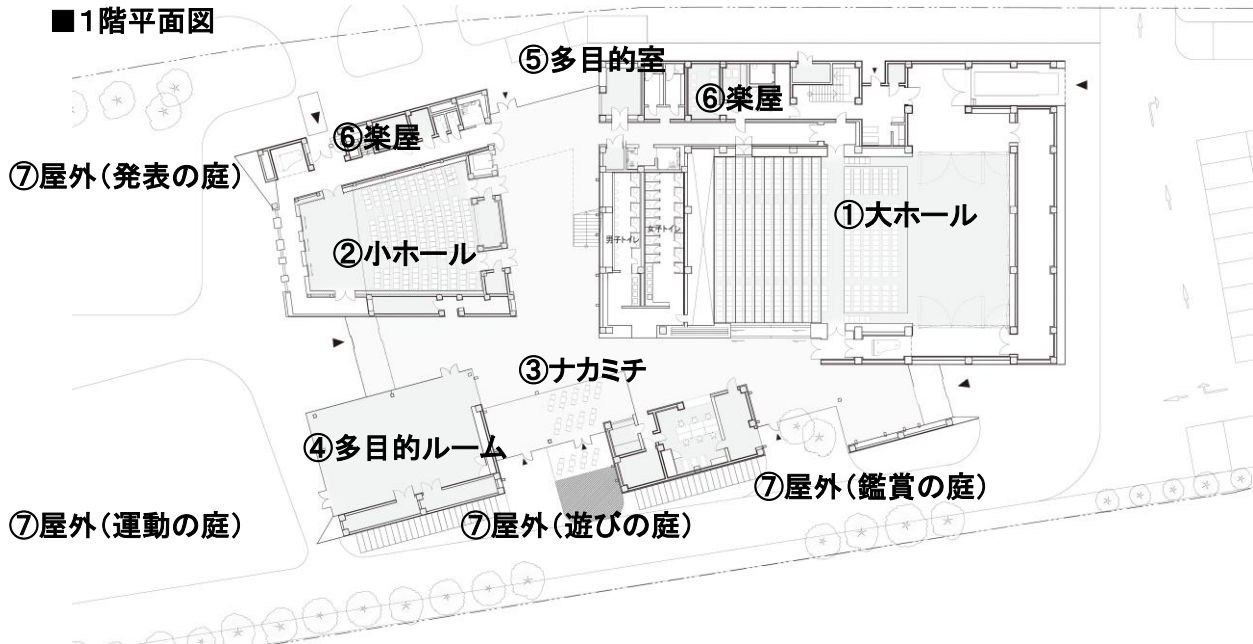 ■1階平面図
⑤多目的室
⑥楽屋
⑥楽屋
⑦屋外(発表の庭)
①大ホール
②小ホール
男子トイレ
女子トイレ
③ナカミチ
④多目的ルーム
⑦屋外(鑑賞の庭)
⑦屋外(運動の庭)
⑦屋外(遊びの庭)